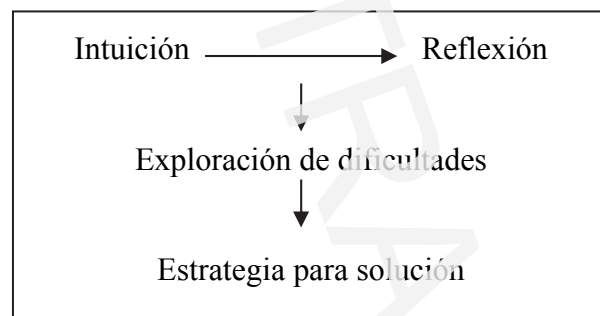 Intuición Reflexión
Exploración de dificultades
Estrategia para solución